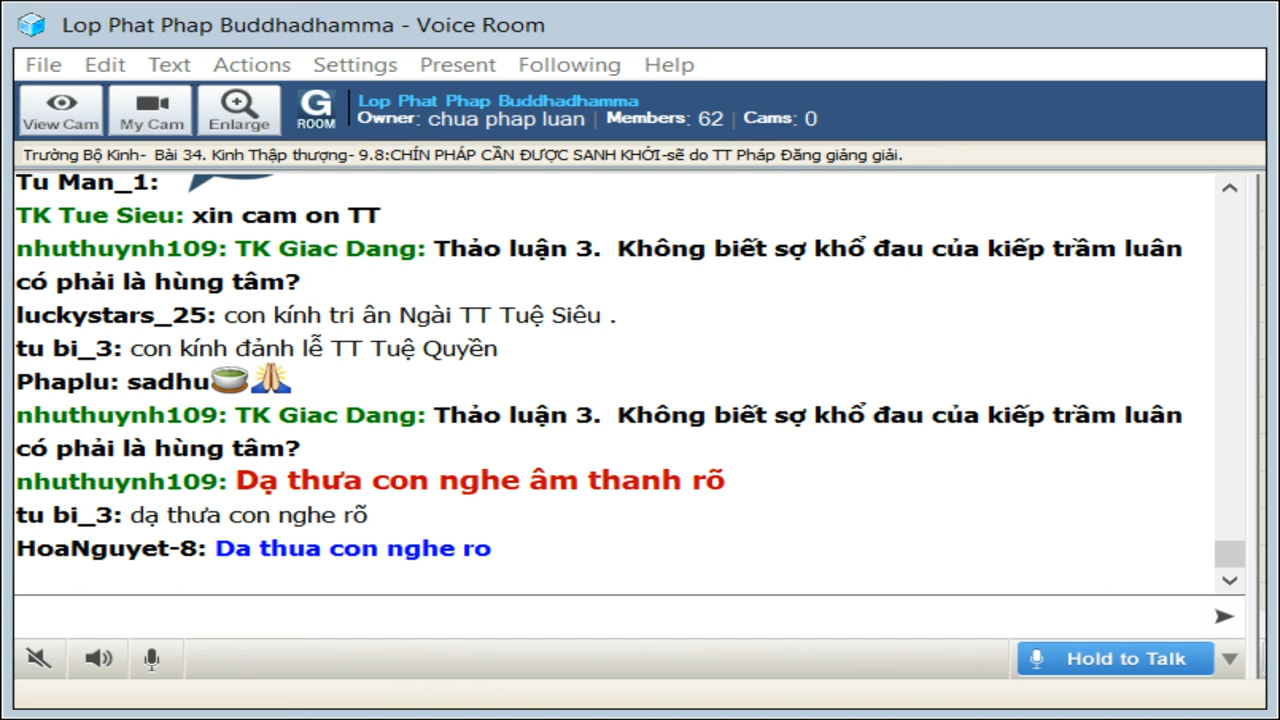 Lop Phat Phap Buddhadhamma - Voice Room
File Edit Text Actions Settings Present Following Help
View Cam My Cam Enlarge G ROOM
Lop Phat Phap Buddhadhamma
Owner: chua phap luan | Members: 62 | Cams: 0
Trường Bộ Kinh- Bài 34. Kinh Thập thượng- 9.8:CHÍN PHÁP CẦN ĐƯỢC SANH KHỞI-sẽ do TT Pháp Đăng giảng giải.
Tu Man_1:
TK Tue Sieu: xin cam on TT
nhuthuynh109: TK Giac Dang: Thảo luận 3.  Không biết sợ khổ đau của kiếp trầm luân
có phải là hùng tâm?
luckystars_25: con kính tri ân Ngài TT Tuệ Siêu .
tu bi_3: con kính đảnh lễ TT Tuệ Quyền
Phaplu: sadhu
nhuthuynh109: TK Giac Dang: Thảo luận 3.  Không biết sợ khổ đau của kiếp trầm luân
có phải là hùng tâm?
nhuthuynh109: Dạ thưa con nghe âm thanh rõ
tu bi_3: dạ thưa con nghe rõ
HoaNguyet-8: Da thua con nghe ro
Hold to Talk